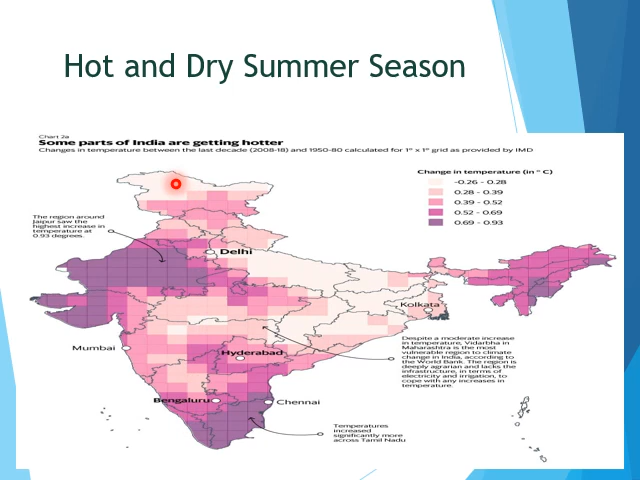 Hot and Dry Summer Season
Chart 2a
Some parts of India are getting hotter
Changes in temperature between the last decade (2008-18) and 1950-80 calculated for 1° x 1° grid as provided by IMD
Change in temperature (in ° C)
-0.26 - 0.28
0.28 - 0.39
0.39 - 0.52
0.52 - 0.69
0.69 - 0.93
The region around
Jaipur saw the
highest increase in
temperature at
0.93 degrees.
Delhi
Kolkata
Mumbai
Hyderabad
Despite a moderate increase
in temperature, Vidarbha in
Maharashtra is the most
vulnerable region to climate
change in India, according to
the World Bank. The region is
deeply agrarian and lacks the
infrastructure, in terms of
electricity and irrigation, to
cope with any increases in
temperature.
Bengaluru
Chennai
Temperatures
increased
significantly more
across Tamil Nadu